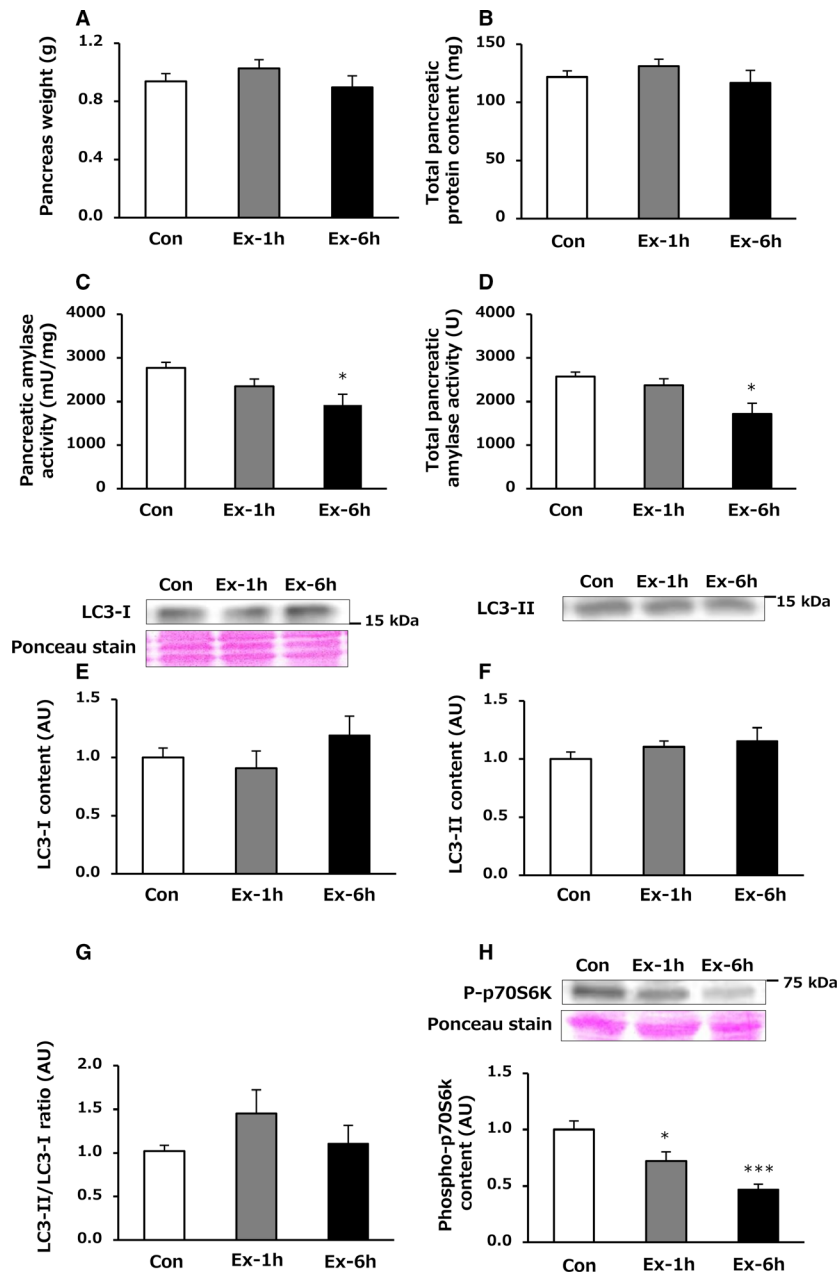 A
Pancreas weight (g)
1.2
0.8
0.4
0.0
Con Ex-1h Ex-6h
B
Total pancreatic
protein content (mg)
150
100
50
0
Con Ex-1h Ex-6h
C
Pancreatic amylase
activity (mU/mg)
4000
3000
2000
1000
0
*
Con Ex-1h Ex-6h
D
Total pancreatic
amylase activity (U)
4000
3000
2000
1000
0
*
Con Ex-1h Ex-6h
Con Ex-1h Ex-6h
LC3-I
15 kDa
Ponceau stain
E
LC3-I content (AU)
1.5
1.0
0.5
0.0
Con Ex-1h Ex-6h
Con Ex-1h Ex-6h
LC3-II
15 kDa
F
LC3-II content (AU)
1.5
1.0
0.5
0.0
Con Ex-1h Ex-6h
G
LC3-II/LC3-I ratio (AU)
2.0
1.5
1.0
0.5
0.0
Con Ex-1h Ex-6h
H
Con Ex-1h Ex-6h
P-p70S6K
75 kDa
Ponceau stain
Phospho-p70S6k
content (AU)
1.5
1.0
0.5
0.0
*
***
Con Ex-1h Ex-6h